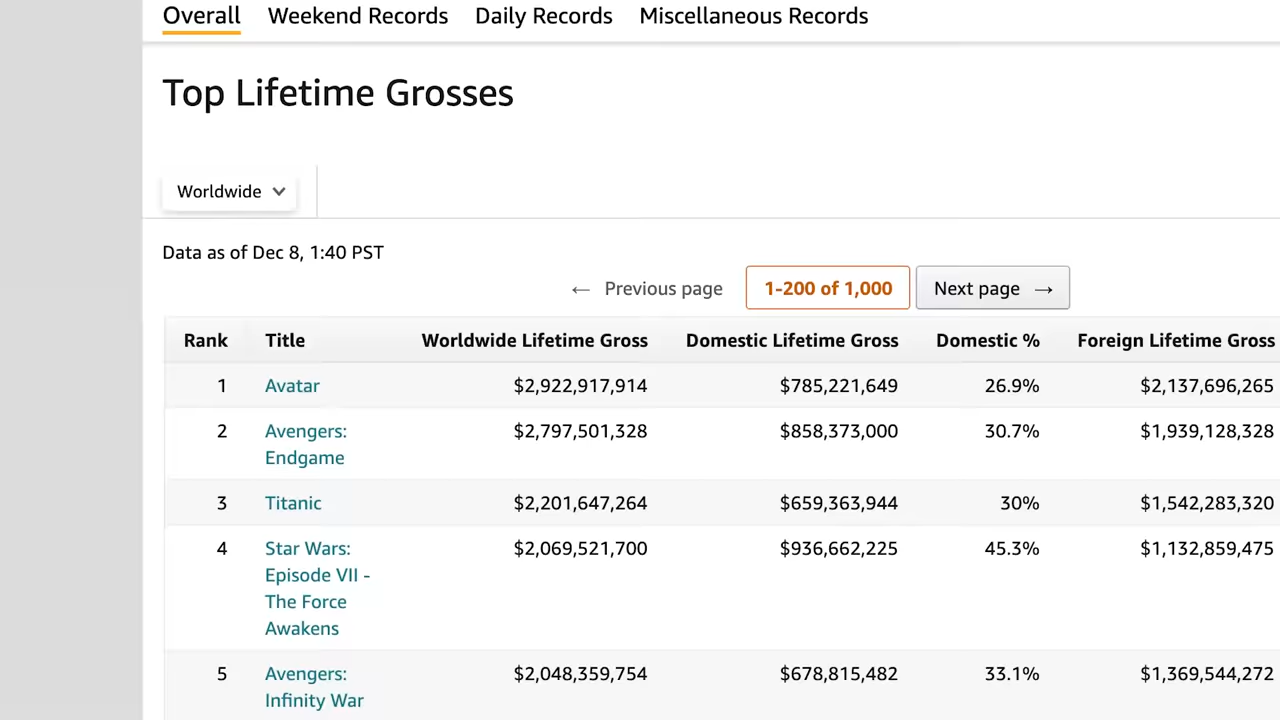 Overall Weekend Records Daily Records Miscellaneous Records
Top Lifetime Grosses
Worldwide
Data as of Dec 8, 1:40 PST
← Previous page 1-200 of 1,000 Next page →
Rank Title Worldwide Lifetime Gross Domestic Lifetime Gross Domestic % Foreign Lifetime Gross
1 Avatar $2,922,917,914 $785,221,649 26.9% $2,137,696,265
2 Avengers: $2,797,501,328 $858,373,000 30.7% $1,939,128,328
Endgame
3 Titanic $2,201,647,264 $659,363,944 30% $1,542,283,320
4 Star Wars: $2,069,521,700 $936,662,225 45.3% $1,132,859,475
Episode VII -
The Force
Awakens
5 Avengers: $2,048,359,754 $678,815,482 33.1% $1,369,544,272
Infinity War